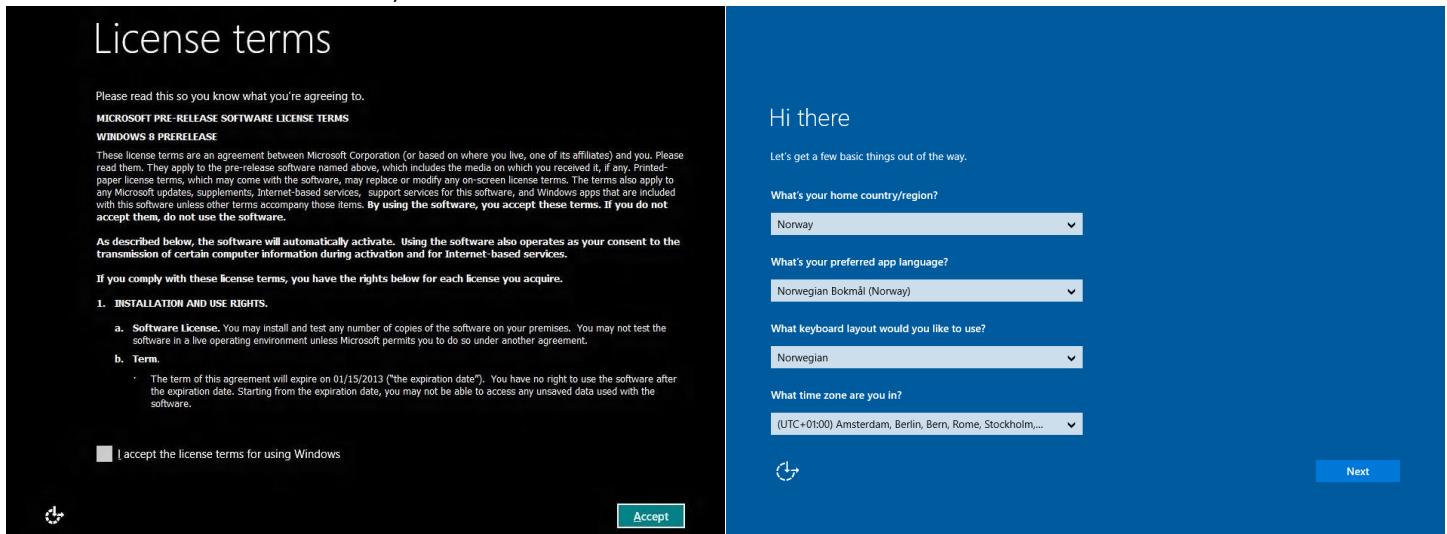 License terms
Please read this so you know what you're agreeing to.
MICROSOFT PRE-RELEASE SOFTWARE LICENSE TERMS
WINDOWS 8 PRERELEASE
These license terms are an agreement between Microsoft Corporation (or based on where you live, one of its affiliates) and you. Please
read them. They apply to the pre-release software named above, which includes the media on which you received it, if any. Printed-
paper license terms, which may come with the software, may replace or modify any on-screen license terms. The terms also apply to
any Microsoft updates, supplements, Internet-based services, support services for this software, and Windows apps that are included
with this software unless other terms accompany those items. By using the software, you accept these terms. If you do not
accept them, do not use the software.
As described below, the software will automatically activate. Using the software also operates as your consent to the
transmission of certain computer information during activation and for Internet-based services.
If you comply with these license terms, you have the rights below for each license you acquire.
1. INSTALLATION AND USE RIGHTS.
a. Software License. You may install and test any number of copies of the software on your premises. You may not test the
software in a live operating environment unless Microsoft permits you to do so under another agreement.
b. Term.
· The term of this agreement will expire on 01/15/2013 ("the expiration date"). You have no right to use the software after
the expiration date. Starting from the expiration date, you may not be able to access any unsaved data used with the
software.
I accept the license terms for using Windows
Accept
Hi there
Let's get a few basic things out of the way.
What's your home country/region?
Norway
What's your preferred app language?
Norwegian Bokmål (Norway)
What keyboard layout would you like to use?
Norwegian
What time zone are you in?
(UTC+01:00) Amsterdam, Berlin, Bern, Rome, Stockholm,...
Next